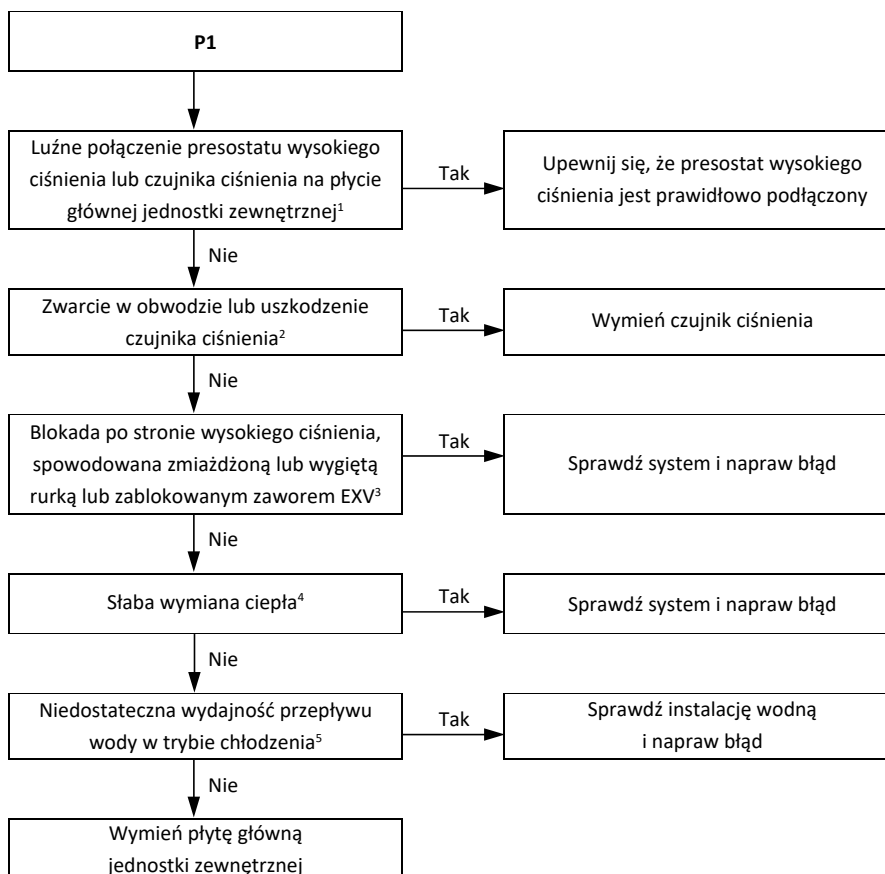 P1
Luźne połączenie presostatu wysokiego
ciśnienia lub czujnika ciśnienia na płycie
głównej jednostki zewnętrznej¹
Tak
Upewnij się, że presostat wysokiego
ciśnienia jest prawidłowo podłączony
Nie
Zwarcie w obwodzie lub uszkodzenie
czujnika ciśnienia²
Tak
Wymień czujnik ciśnienia
Nie
Blokada po stronie wysokiego ciśnienia,
spowodowana zmiażdżoną lub wygiętą
rurką lub zablokowanym zaworem EXV³
Tak
Sprawdź system i napraw błąd
Nie
Słaba wymiana ciepła⁴
Tak
Sprawdź system i napraw błąd
Nie
Niedostateczna wydajność przepływu
wody w trybie chłodzenia⁵
Tak
Sprawdź instalację wodną
i napraw błąd
Nie
Wymień płytę główną
jednostki zewnętrznej